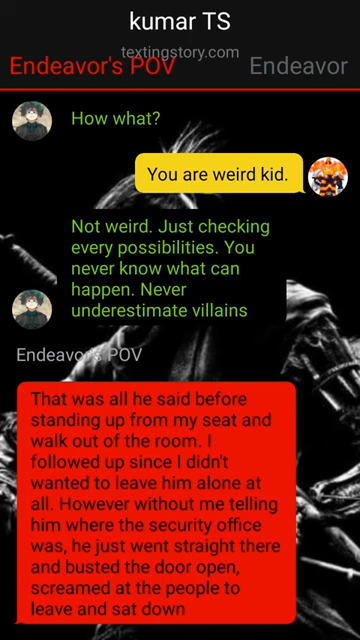 kumar TS
textingstory.com
Endeavor's POV
Endeavor
How what?
You are weird kid.
Not weird. Just checking
every possibilities. You
never know what can
happen. Never
underestimate villains
Endeavor's POV
That was all he said before
standing up from my seat and
walk out of the room. I
followed up since I didn't
wanted to leave him alone at
all. However without me telling
him where the security office
was, he just went straight there
and busted the door open,
screamed at the people to
leave and sat down